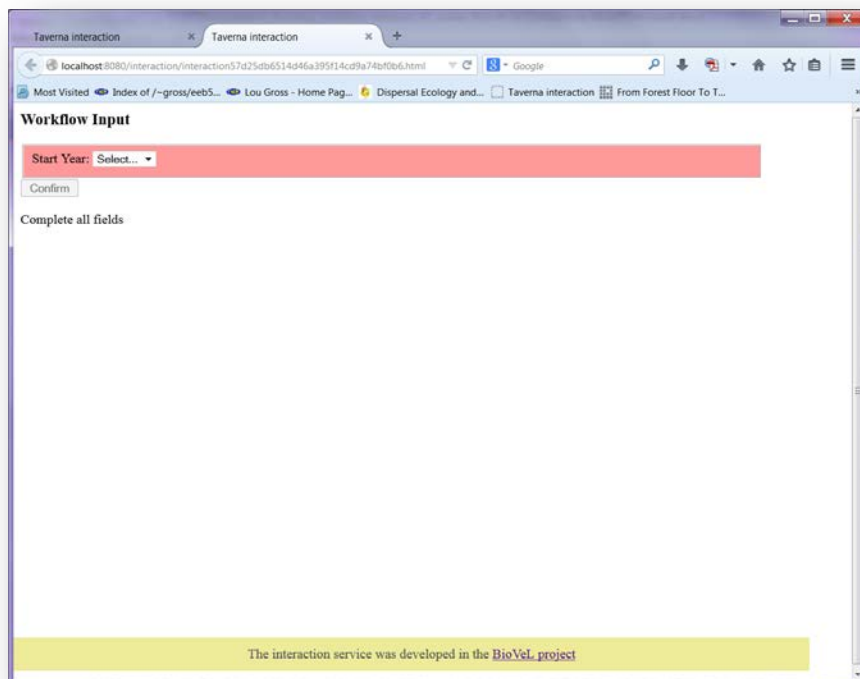 Taverna interaction
Taverna interaction
localhost:8080/interaction/interaction57d25db6514d46a395f14cd9a74bf0b6.html
Google
Most Visited Index of /~gross/eeb5... Lou Gross - Home Pag... Dispersal Ecology and... Taverna interaction From Forest Floor To T...
Workflow Input
Start Year: Select...
Confirm
Complete all fields
The interaction service was developed in the BioVeL project